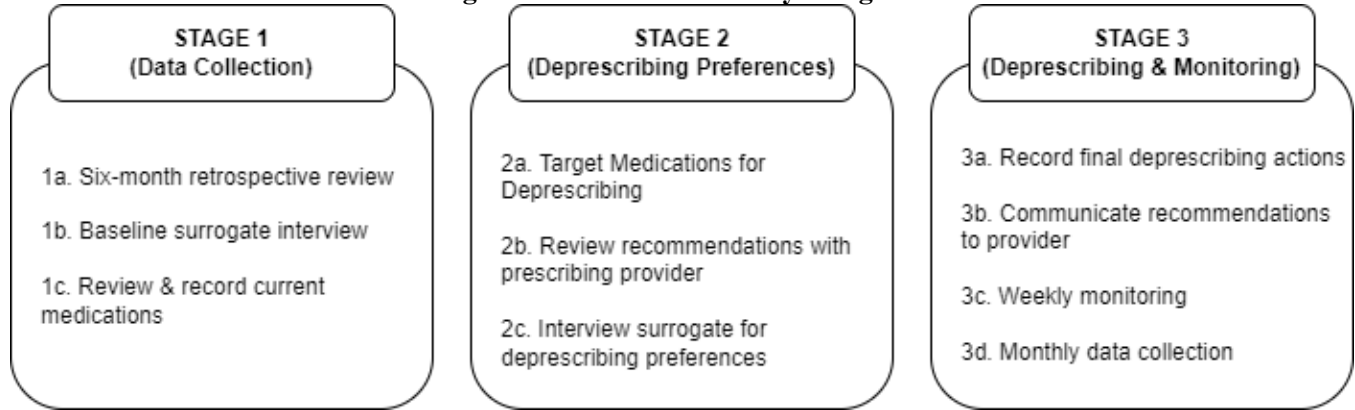 STAGE 1
(Data Collection)
1a. Six-month retrospective review
1b. Baseline surrogate interview
1c. Review & record current
medications
STAGE 2
(Deprescribing Preferences)
2a. Target Medications for
Deprescribing
2b. Review recommendations with
prescribing provider
2c. Interview surrogate for
deprescribing preferences
STAGE 3
(Deprescribing & Monitoring)
3a. Record final deprescribing actions
3b. Communicate recommendations
to provider
3c. Weekly monitoring
3d. Monthly data collection